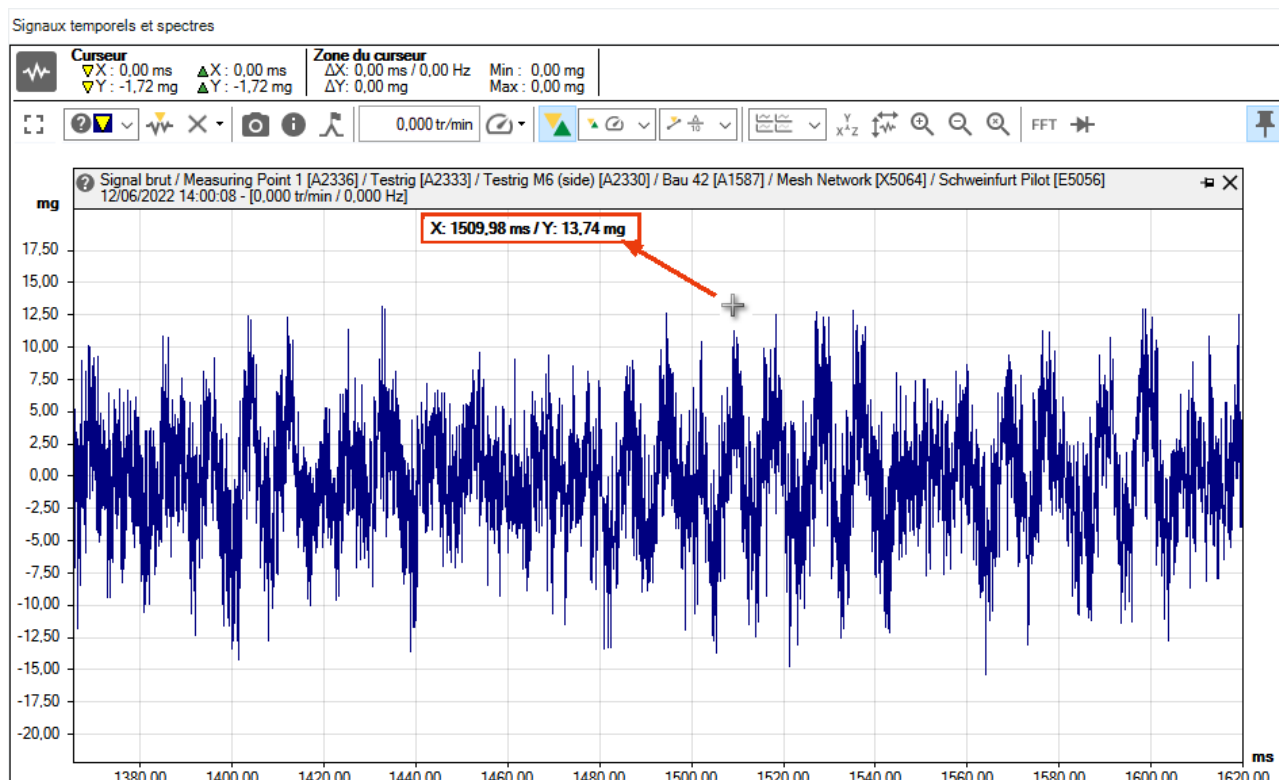 Signaux temporels et spectres
Curseur
X : 0,00 ms X : 0,00 ms
Y : -1,72 mg Y : -1,72 mg
Zone du curseur
ΔX: 0,00 ms / 0,00 Hz Min : 0,00 mg
ΔY: 0,00 mg Max : 0,00 mg
0,000 tr/min
A
10
Y
X Z
FFT
Signal brut / Measuring Point 1 [A2336] / Testrig [A2333] / Testrig M6 (side) [A2330] / Bau 42 [A1587] / Mesh Network [X5064] / Schweinfurt Pilot [E5056]
12/06/2022 14:00:08 - [0,000 tr/min / 0,000 Hz]
mg
X: 1509,98 ms / Y: 13,74 mg
17,50
15,00
12,50
10,00
7,50
5,00
2,50
0,00
-2,50
-5,00
-7,50
-10,00
-12,50
-15,00
-17,50
-20,00
ms
1380,00 1400,00 1420,00 1440,00 1460,00 1480,00 1500,00 1520,00 1540,00 1560,00 1580,00 1600,00 1620,00